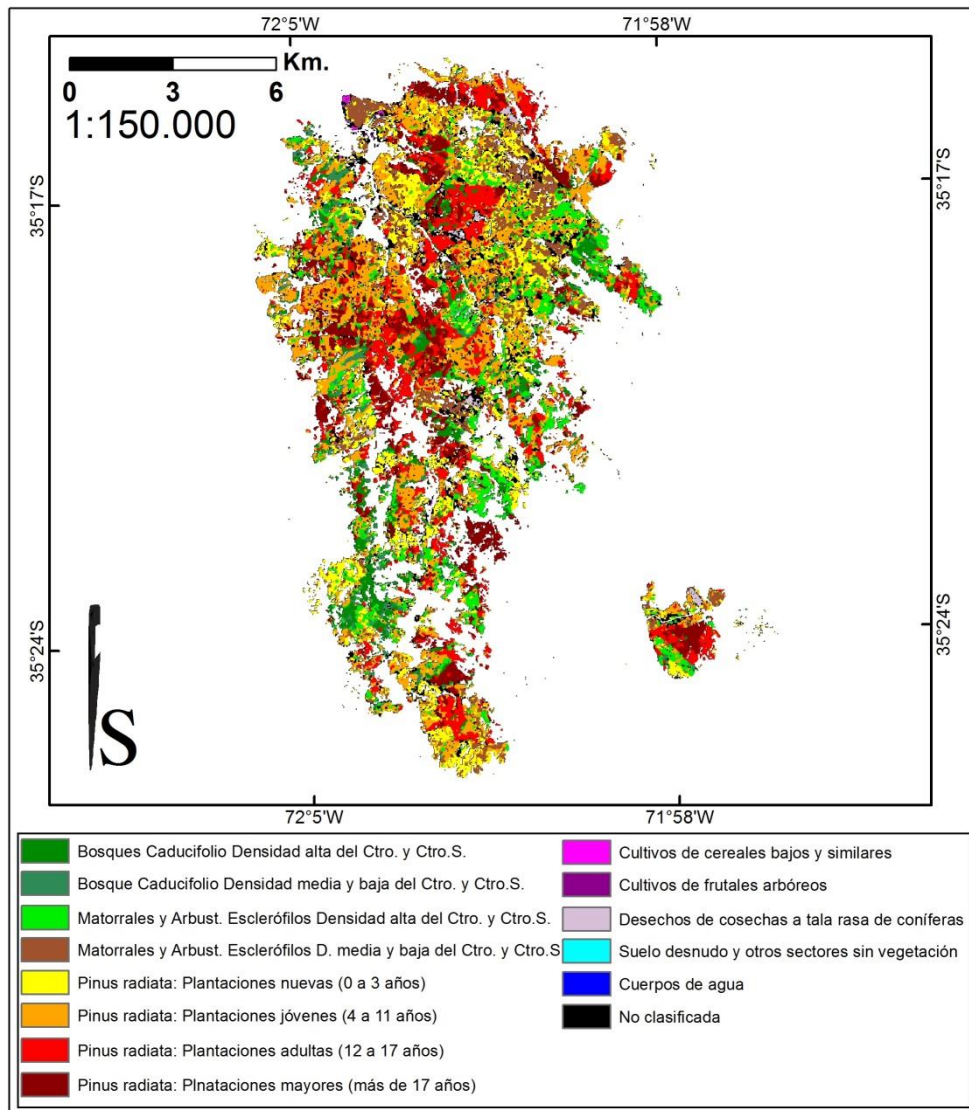 72°5'W 71°58'W
Km.
0 3 6
1:150.000
35°17'S 35°17'S
35°24'S 35°24'S
S
72°5'W 71°58'W
Bosques Caducifolio Densidad alta del Ctro. y Ctro.S.
Bosque Caducifolio Densidad media y baja del Ctro. y Ctro.S.
Matorrales y Arbust. Esclerófilos Densidad alta del Ctro. y Ctro.S.
Matorrales y Arbust. Esclerófilos D. media y baja del Ctro. y Ctro.S
Pinus radiata: Plantaciones nuevas (0 a 3 años)
Pinus radiata: Plantaciones jóvenes (4 a 11 años)
Pinus radiata: Plantaciones adultas (12 a 17 años)
Pinus radiata: Plnataciones mayores (más de 17 años)
Cultivos de cereales bajos y similares
Cultivos de frutales arbóreos
Desechos de cosechas a tala rasa de coníferas
Suelo desnudo y otros sectores sin vegetación
Cuerpos de agua
No clasificada